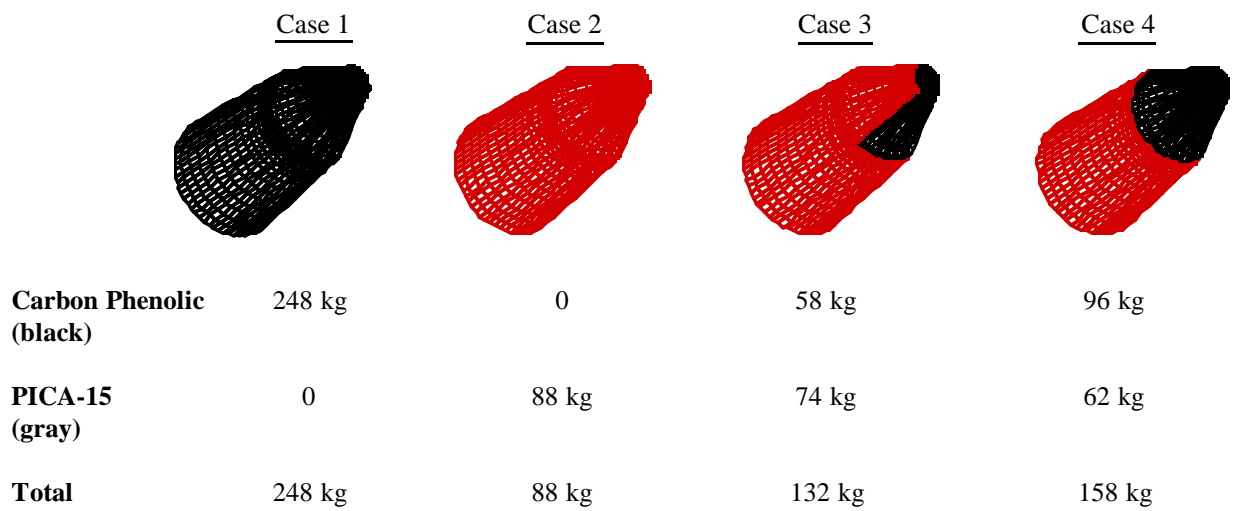 Case 1 Case 2 Case 3 Case 4
Carbon Phenolic 248 kg 0 58 kg 96 kg
(black)
PICA-15 0 88 kg 74 kg 62 kg
(gray)
Total 248 kg 88 kg 132 kg 158 kg